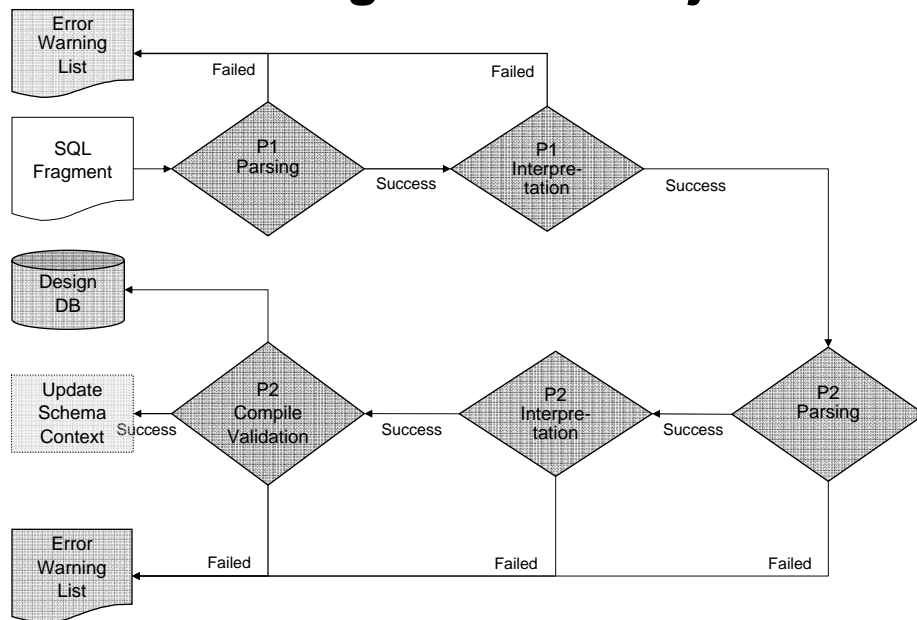 Error
Warning
List
Failed
Failed
SQL
Fragment
P1
Parsing
Success
P1
Interpre-
tation
Success
Design
DB
Update
Schema
Context
Success
P2
Compile
Validation
Success
P2
Interpre-
tation
Success
P2
Parsing
Error
Warning
List
Failed
Failed
Failed